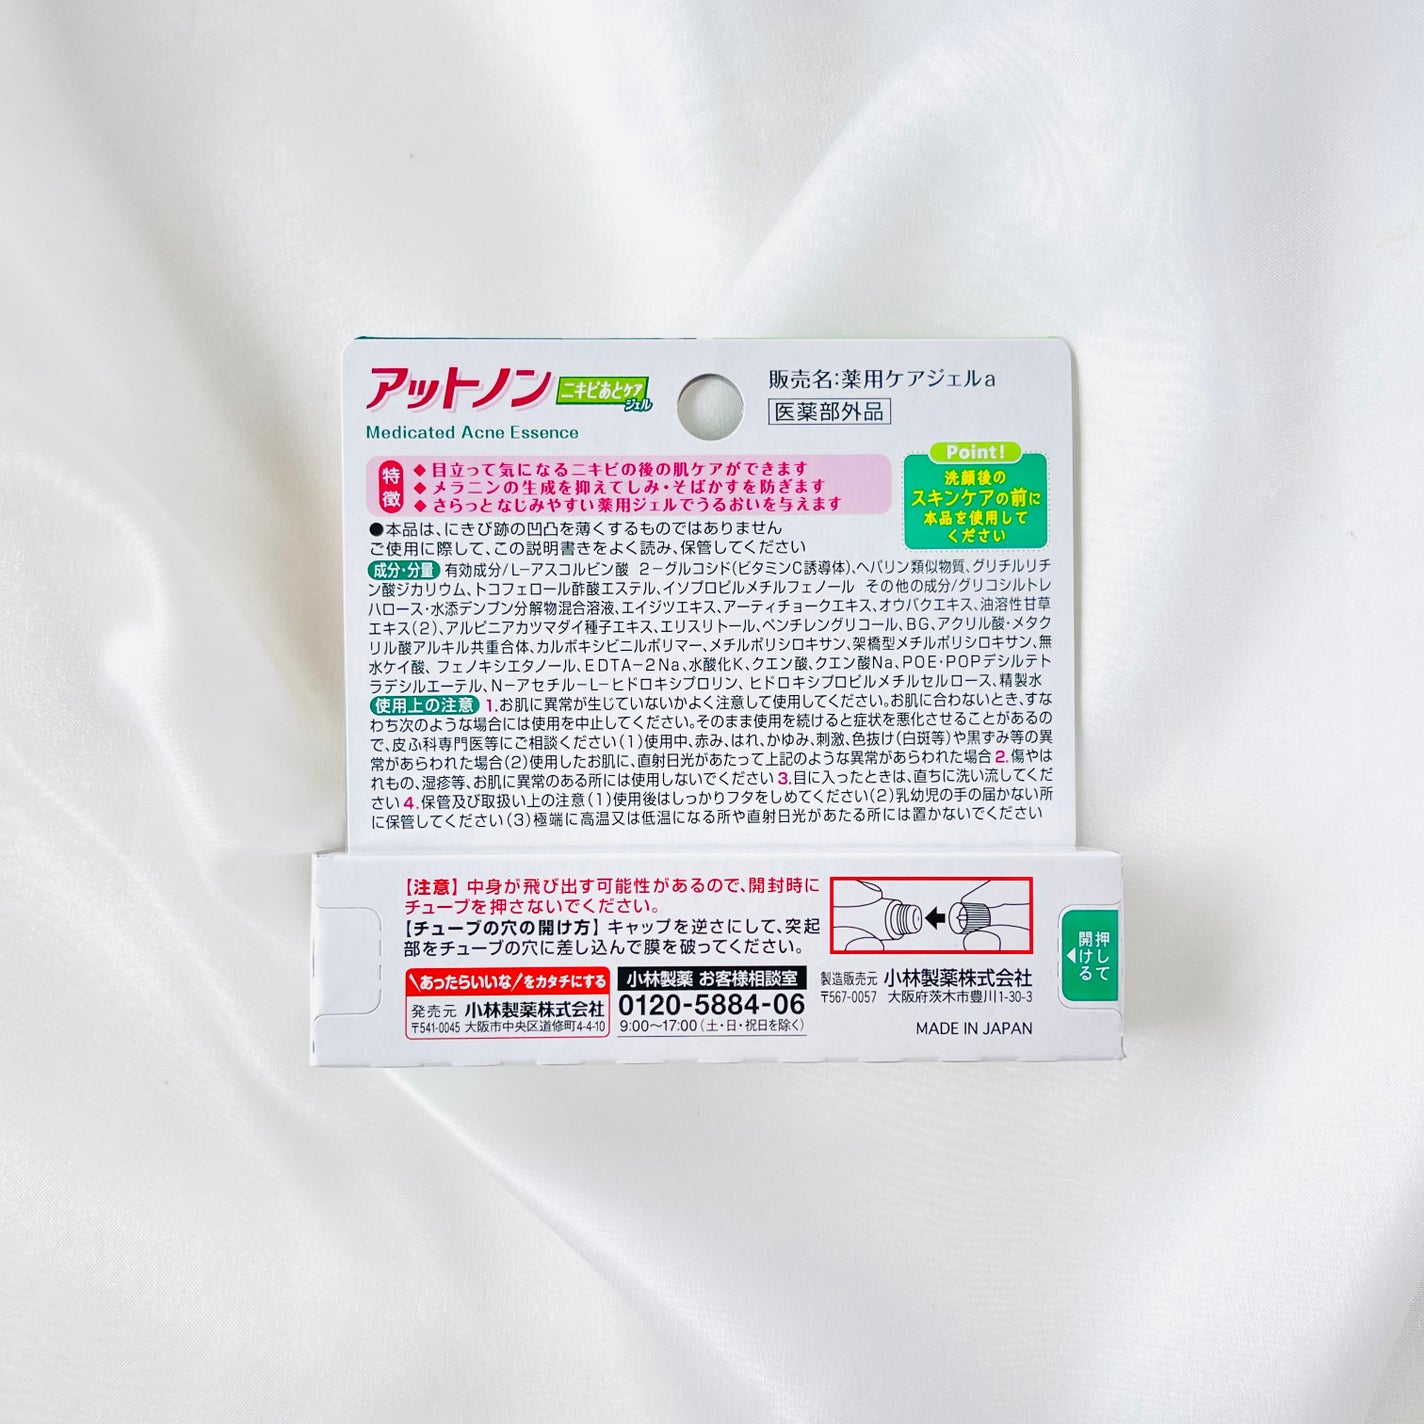 アットノン ニキビあとケア ジェル
Medicated Acne Essence
販売名:薬用ケアジェルa
医薬部外品
特徴
◆目立って気になるニキビの後の肌ケアができます
◆メラニンの生成を抑えてしみ・そばかすを防ぎます
◆さらっとなじみやすい薬用ジェルでうるおいを与えます
Point!
洗顔後の
スキンケアの前に
本品を使用して
ください
●本品は、にきび跡の凹凸を薄くするものではありません
ご使用に際して、この説明書きをよく読み、保管してください
成分・分量 有効成分/L-アスコルビン酸 2-グルコシド(ビタミンC誘導体)、ヘパリン類似物質、グリチルリチ
ン酸ジカリウム、トコフェロール酢酸エステル、イソプロピルメチルフェノール その他の成分/グリコシルトレ
ハロース・水添デンプン分解物混合溶液、エイジツエキス、アーティチョークエキス、オウバクエキス、油溶性甘草
エキス(2)、アルピニアカツマダイ種子エキス、エリスリトール、ペンチレングリコール、BG、アクリル酸・メタク
リル酸アルキル共重合体、カルボキシビニルポリマー、メチルポリシロキサン、架橋型メチルポリシロキサン、無
水ケイ酸、フェノキシエタノール、EDTA-2Na、水酸化K、クエン酸、クエン酸Na、POE・POPデシルテト
ラデシルエーテル、N-アセチル-L-ヒドロキシプロリン、ヒドロキシプロピルメチルセルロース、精製水
使用上の注意 1.お肌に異常が生じていないかよく注意して使用してください。お肌に合わないとき、すな
わち次のような場合には使用を中止してください。そのまま使用を続けると症状を悪化させることがあるの
で、皮ふ科専門医等にご相談ください(1)使用中、赤み、はれ、かゆみ、刺激、色抜け(白斑等)や黒ずみ等の異
常があらわれた場合(2)使用したお肌に、直射日光があたって上記のような異常があらわれた場合 2.傷やは
れもの、湿疹等、お肌に異常のある所には使用しないでください 3.目に入ったときは、直ちに洗い流してくだ
さい 4.保管及び取扱い上の注意(1)使用後はしっかりフタをしめてください(2)乳幼児の手の届かない所
に保管してください(3)極端に高温又は低温になる所や直射日光があたる所には置かないでください
【注意】中身が飛び出す可能性があるので、開封時に
チューブを押さないでください。
【チューブの穴の開け方】キャップを逆さにして、突起
部をチューブの穴に差し込んで膜を破ってください。
押して
開ける
\あったらいいな/をカタチにする
発売元 小林製薬株式会社
〒541-0045 大阪市中央区道修町4-4-10
小林製薬 お客様相談室
0120-5884-06
9:00~17:00(土・日・祝日を除く)
製造販売元 小林製薬株式会社
〒567-0057 大阪府茨木市豊川1-30-3
MADE IN JAPAN